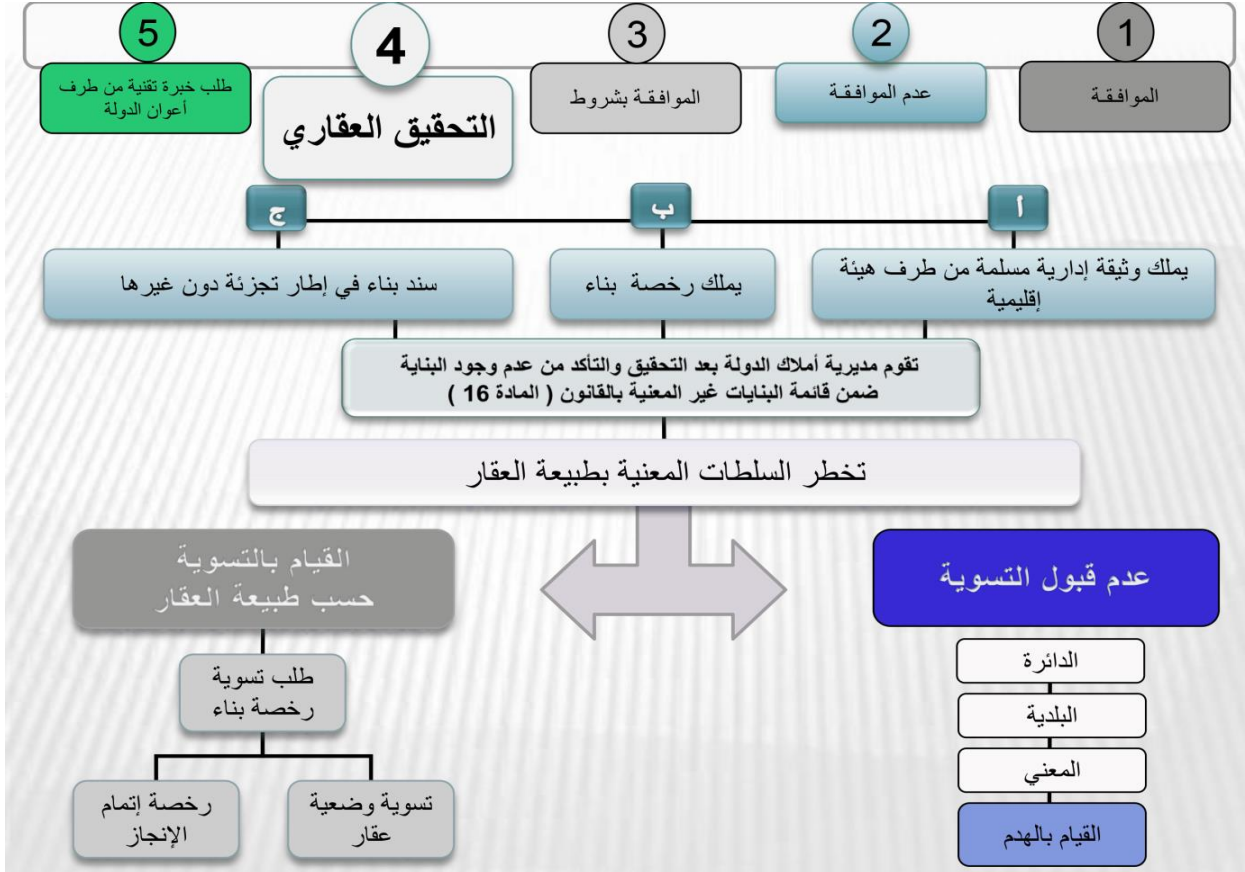 1
الموافقة
2
عدم الموافقة
3
الموافقة بشروط
4
التحقيق العقاري
5
طلب خبرة تقنية من طرف
أعوان الدولة
أ
ب
ج
يملك وثيقة إدارية مسلمة من طرف هيئة
إقليمية
يملك رخصة بناء
سند بناء في إطار تجزئة دون غيرها
تقوم مديرية أملاك الدولة بعد التحقيق والتأكد من عدم وجود البناية
ضمن قائمة البنايات غير المعنية بالقانون ( المادة 16 )
تخطر السلطات المعنية بطبيعة العقار
عدم قبول التسوية
الدائرة
البلدية
المعني
القيام بالهدم
القيام بالتسوية
حسب طبيعة العقار
طلب تسوية
رخصة بناء
تسوية وضعية
عقار
رخصة إتمام
الإنجاز